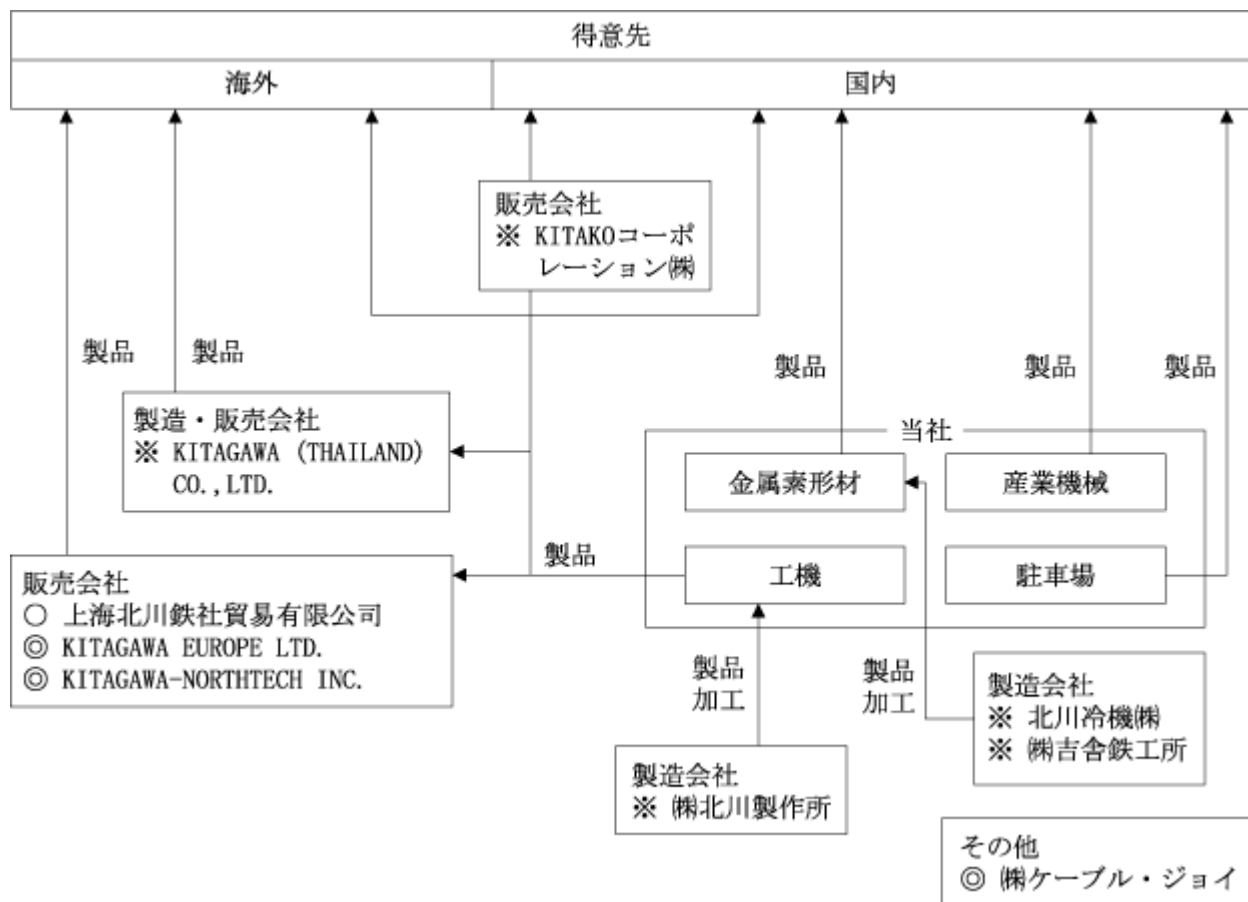 得意先
海外
国内
販売会社
※ KITAKOコーポ
レーション㈱
製品
製品
製品
製品
製品
製造・販売会社
※ KITAGAWA (THAILAND)
CO.,LTD.
当社
金属素形材
産業機械
製品
工機
駐車場
販売会社
○ 上海北川鉄社貿易有限公司
◎ KITAGAWA EUROPE LTD.
◎ KITAGAWA-NORTHTECH INC.
製品
加工
製品
加工
製造会社
※ 北川冷機㈱
※ ㈱吉舎鉄工所
製造会社
※ ㈱北川製作所
その他
◎ ㈱ケーブル・ジョイ